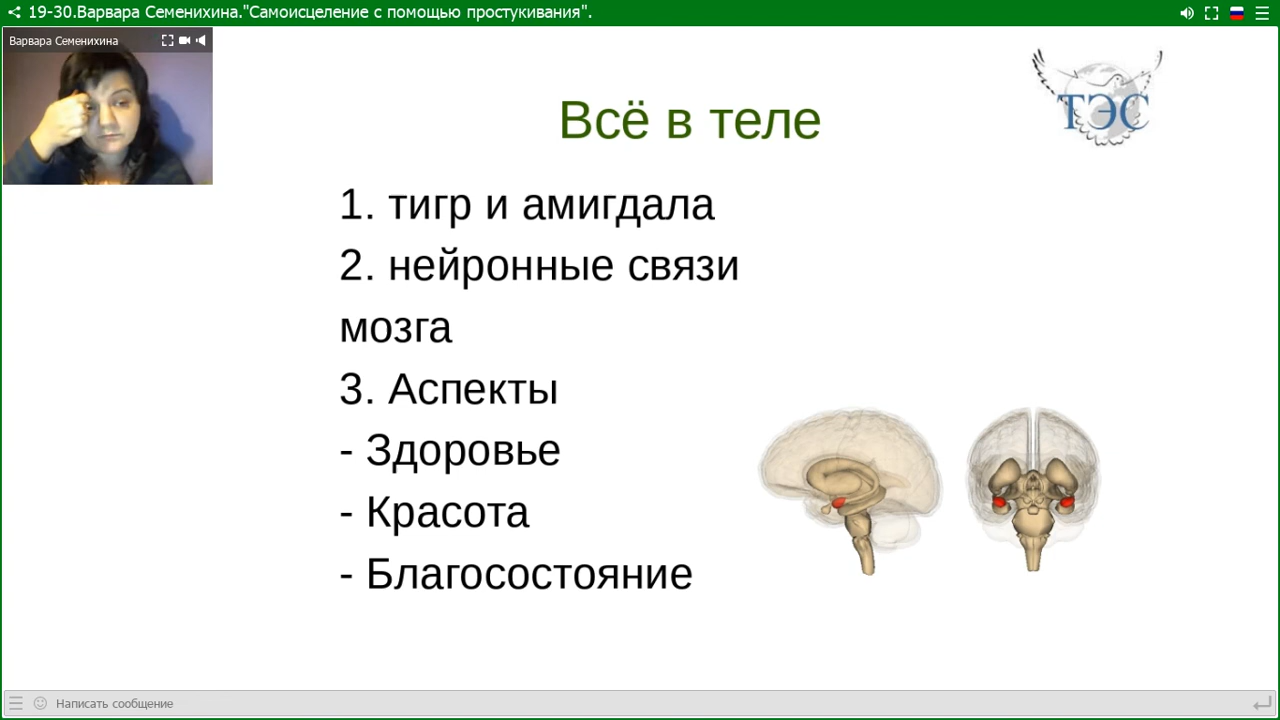 19-30.Варвара Семенихина."Самоисцеление с помощью простукивания".
Варвара Семенихина
ТЭС
Всё в теле
1. тигр и амигдала
2. нейронные связи
мозга
3. Аспекты
- Здоровье
- Красота
- Благосостояние
Написать сообщение